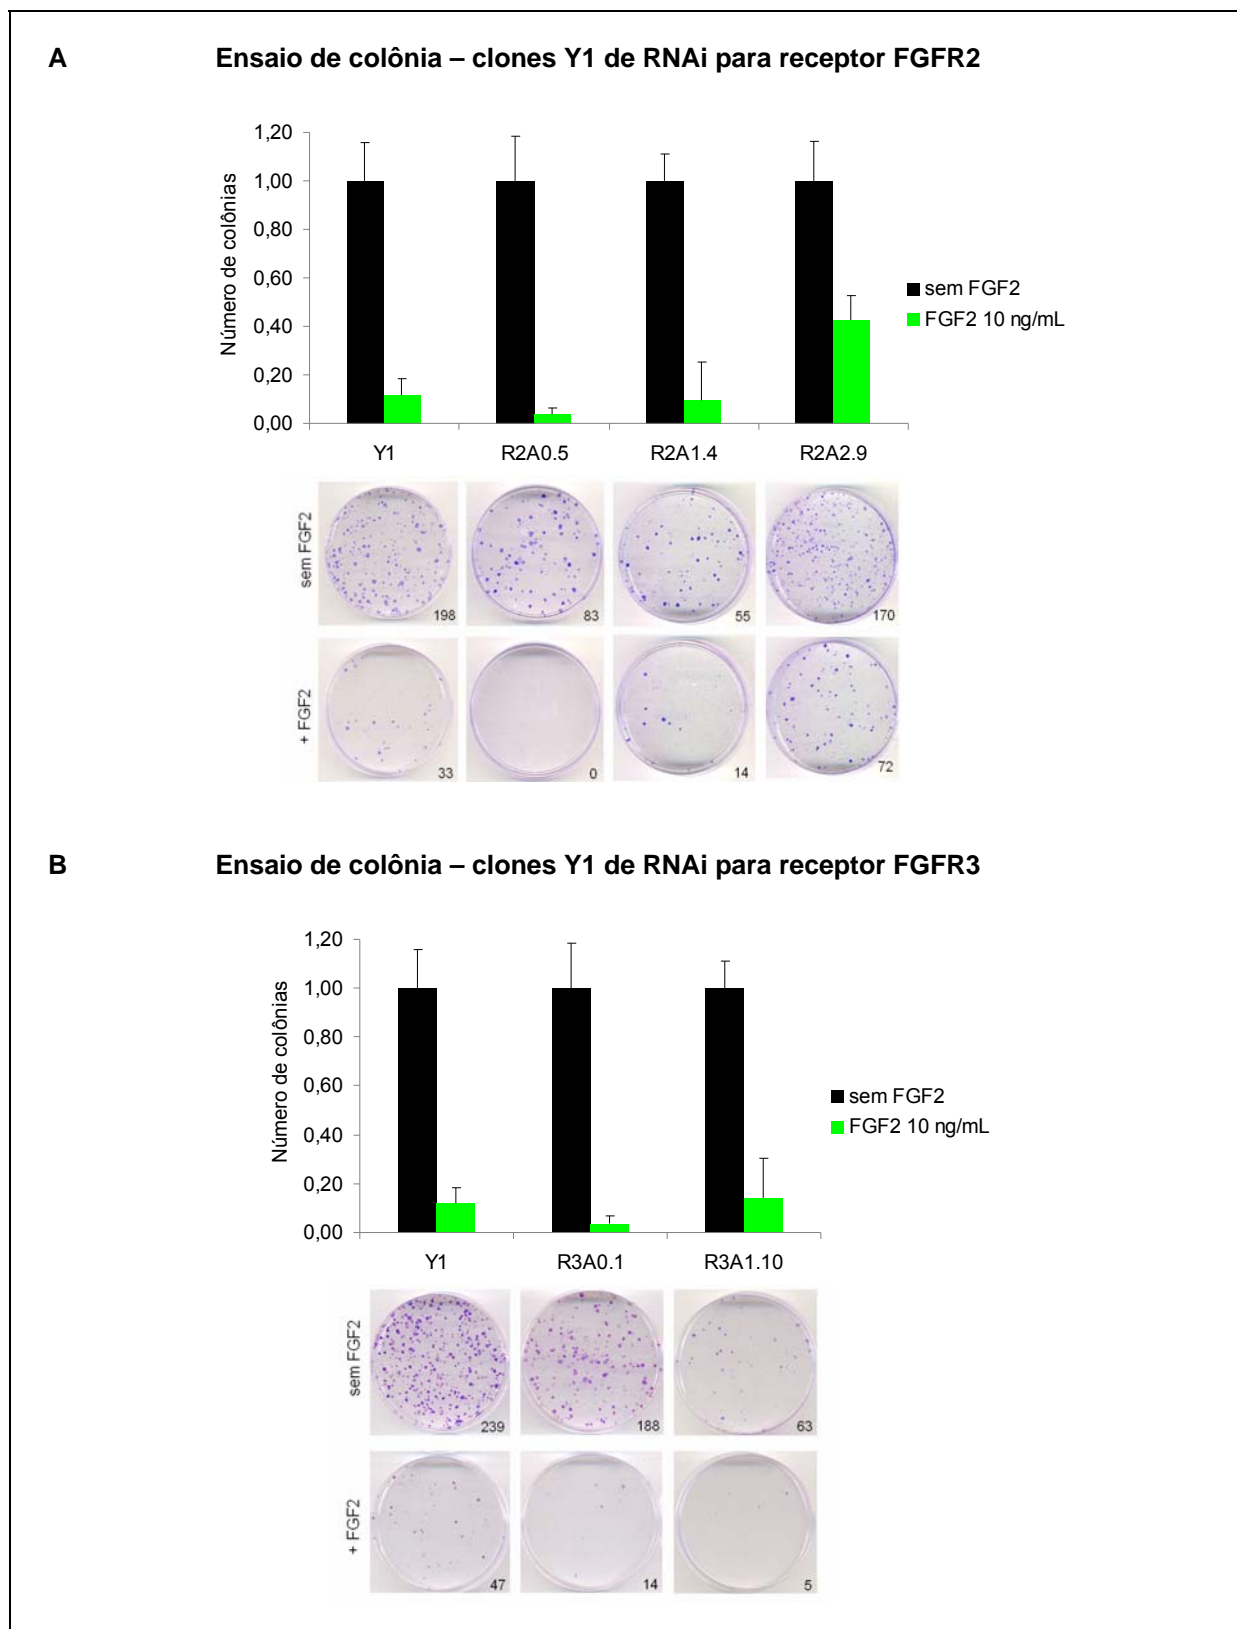 A
Ensaio de colônia – clones Y1 de RNAi para receptor FGFR2
1,20
1,00
0,80
0,60
0,40
0,20
0,00
Número de colônias
Y1
R2A0.5
R2A1.4
R2A2.9
sem FGF2
FGF2 10 ng/mL
sem FGF2
198
83
55
170
+ FGF2
33
0
14
72
B
Ensaio de colônia – clones Y1 de RNAi para receptor FGFR3
1,20
1,00
0,80
0,60
0,40
0,20
0,00
Número de colônias
Y1
R3A0.1
R3A1.10
sem FGF2
FGF2 10 ng/mL
sem FGF2
239
188
63
+ FGF2
47
14
5